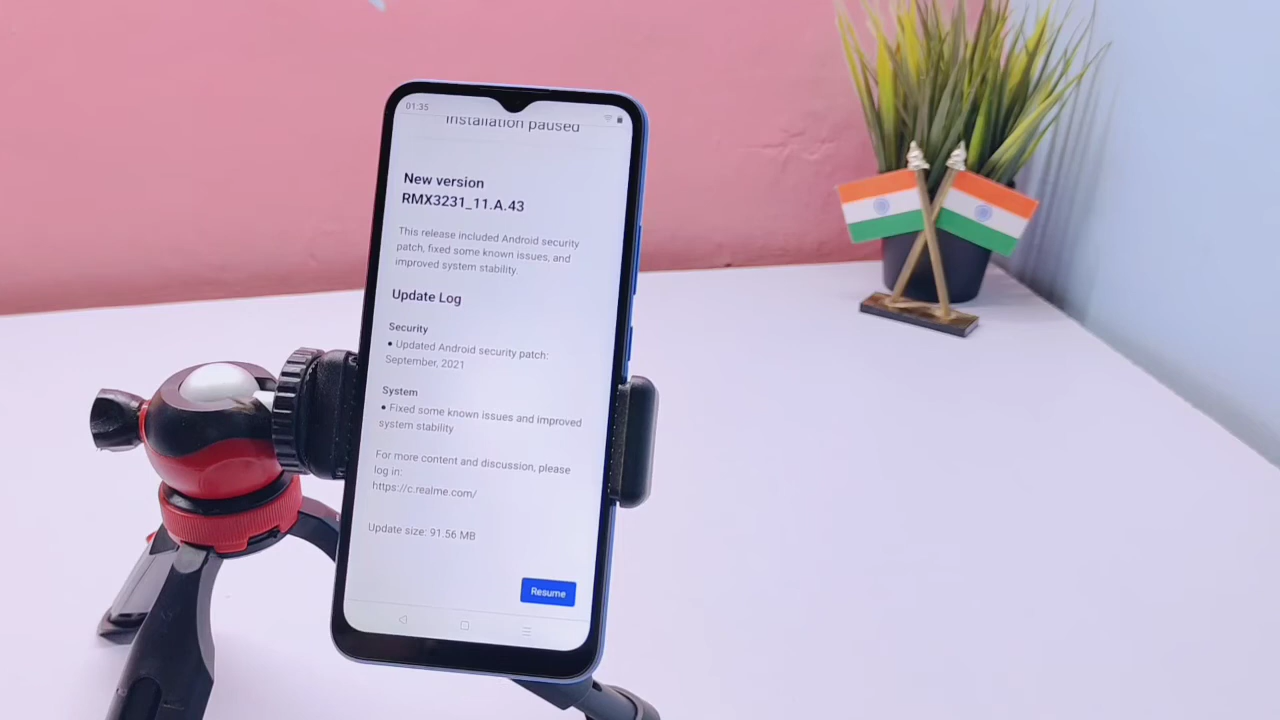 01:35
Installation paused
New version
RMX3231_11.A.43
This release included Android security
patch, fixed some known issues, and
improved system stability.
Update Log
Security
• Updated Android security patch:
September, 2021
System
• Fixed some known issues and improved
system stability
For more content and discussion, please
log in:
https://c.realme.com/
Update size: 91.56 MB
Resume